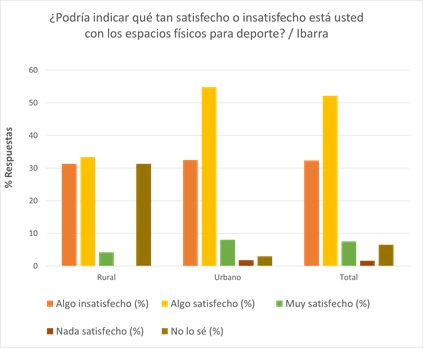 ¿Podría indicar qué tan satisfecho o insatisfecho está usted
con los espacios físicos para deporte? / Ibarra
% Respuestas
60
50
40
30
20
10
0
Rural Urbano Total
Algo insatisfecho (%) Algo satisfecho (%) Muy satisfecho (%)
Nada satisfecho (%) No lo sé (%)